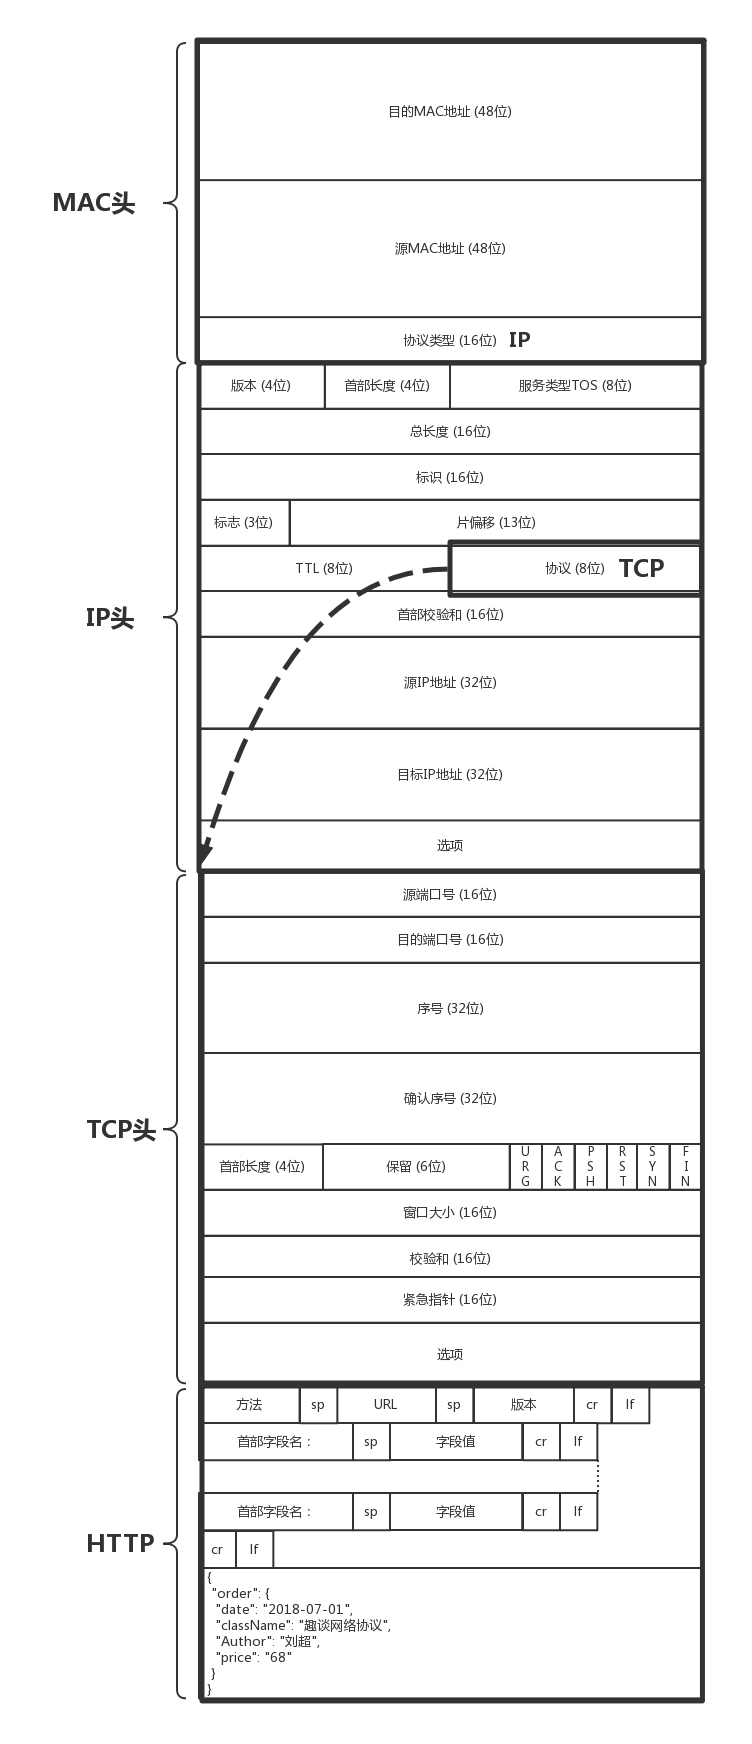 目的MAC地址 (48位)
MAC头
源MAC地址 (48位)
协议类型 (16位) IP
版本 (4位) 首部长度 (4位) 服务类型TOS (8位)
总长度 (16位)
标识 (16位)
标志 (3位) 片偏移 (13位)
TTL (8位) 协议 (8位) TCP
IP头
首部校验和 (16位)
源IP地址 (32位)
目标IP地址 (32位)
选项
源端口号 (16位)
目的端口号 (16位)
序号 (32位)
确认序号 (32位)
TCP头
首部长度 (4位) 保留 (6位) URG ACK PSH RST SYN FIN
窗口大小 (16位)
校验和 (16位)
紧急指针 (16位)
选项
方法 sp URL sp 版本 cr lf
首部字段名： sp 字段值 cr lf
首部字段名： sp 字段值 cr lf
HTTP
cr lf
{
"order": {
"date": "2018-07-01",
"className": "趣谈网络协议",
"Author": "刘超",
"price": "68"
}
}